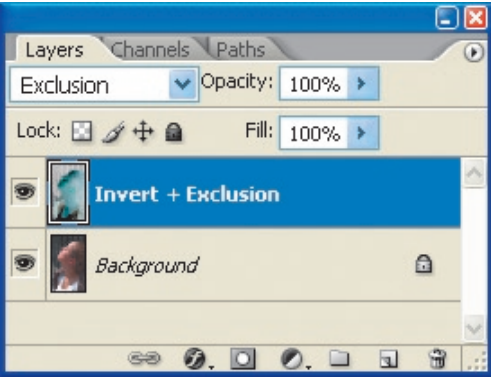 Layers Channels Paths
Exclusion Opacity: 100%
Lock: Fill: 100%
Invert + Exclusion
Background